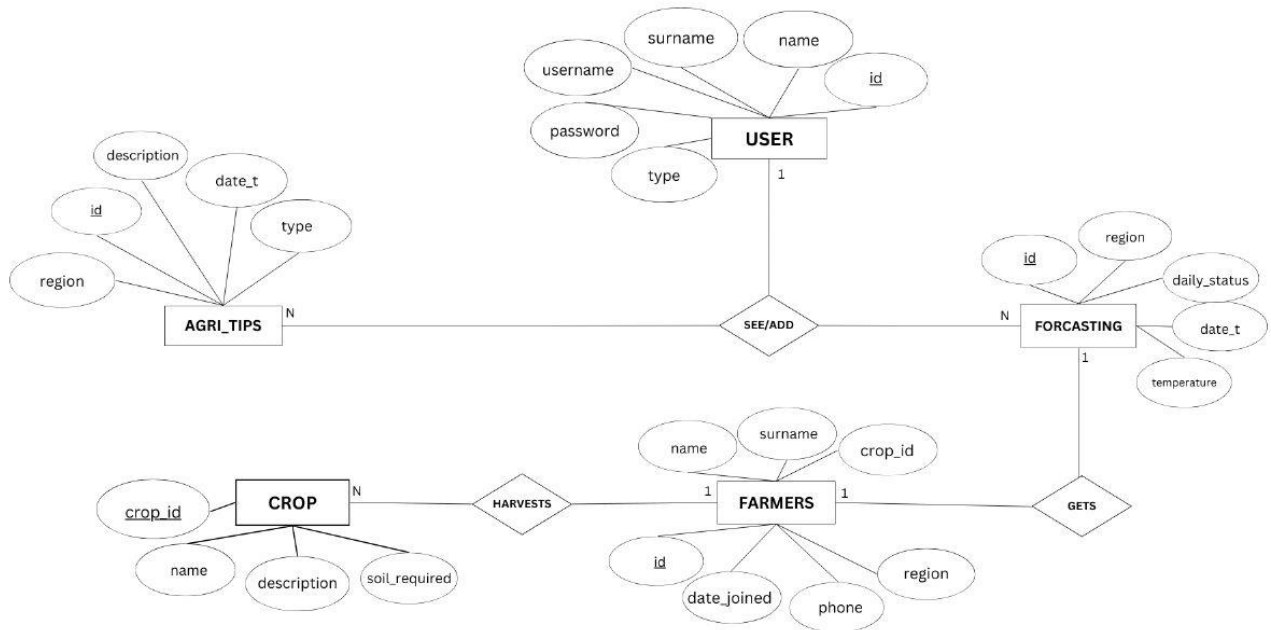 surname
name
username
id
password
USER
type
1
description
date_t
id
type
region
AGRI_TIPS
N
SEE/ADD
N
FORCASTING
id
region
daily_status
date_t
temperature
1
name
surname
crop_id
crop_id
CROP
N
HARVESTS
1
FARMERS
1
GETS
name
description
soil_required
id
date_joined
phone
region